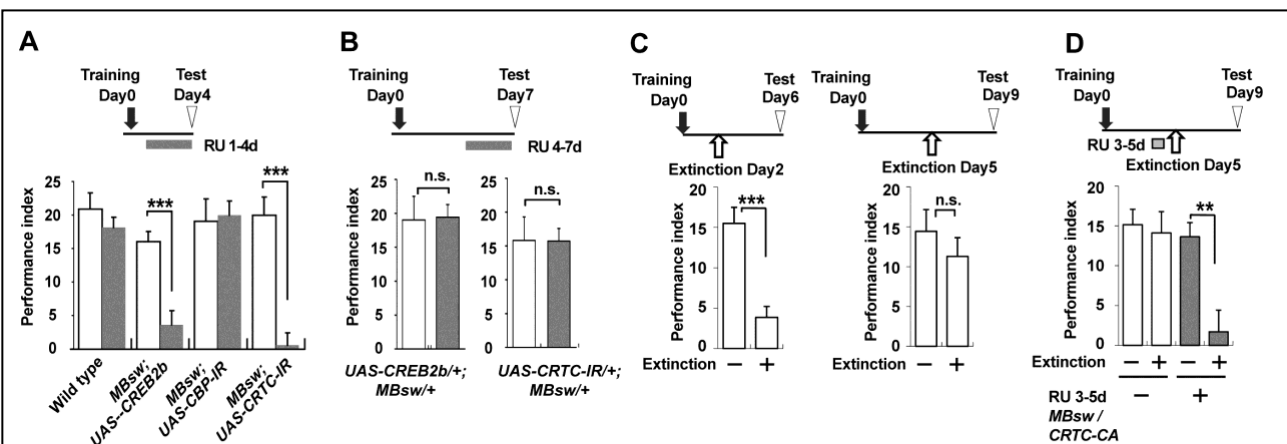 A
Training
Day0
Test
Day4
RU 1-4d
Performance index
25
20
15
10
5
0
***
***
Wild type
MBsw;
UAS--CREB2b
MBsw;
UAS-CBP-IR
MBsw;
UAS-CRTC-IR
B
Training
Day0
Test
Day7
RU 4-7d
Performance index
25
20
15
10
5
0
n.s.
UAS-CREB2b/+;
MBsw/+
25
20
15
10
5
0
n.s.
UAS-CRTC-IR/+;
MBsw/+
C
Training
Day0
Test
Day6
Extinction Day2
Performance index
20
15
10
5
0
***
Extinction − +
Training
Day0
Test
Day9
Extinction Day5
Performance index
20
15
10
5
0
n.s.
− +
D
Training
Day0
Test
Day9
RU 3-5d
Extinction Day5
Performance index
20
15
10
5
0
**
Extinction − + − +
RU 3-5d − +
MBsw /
CRTC-CA